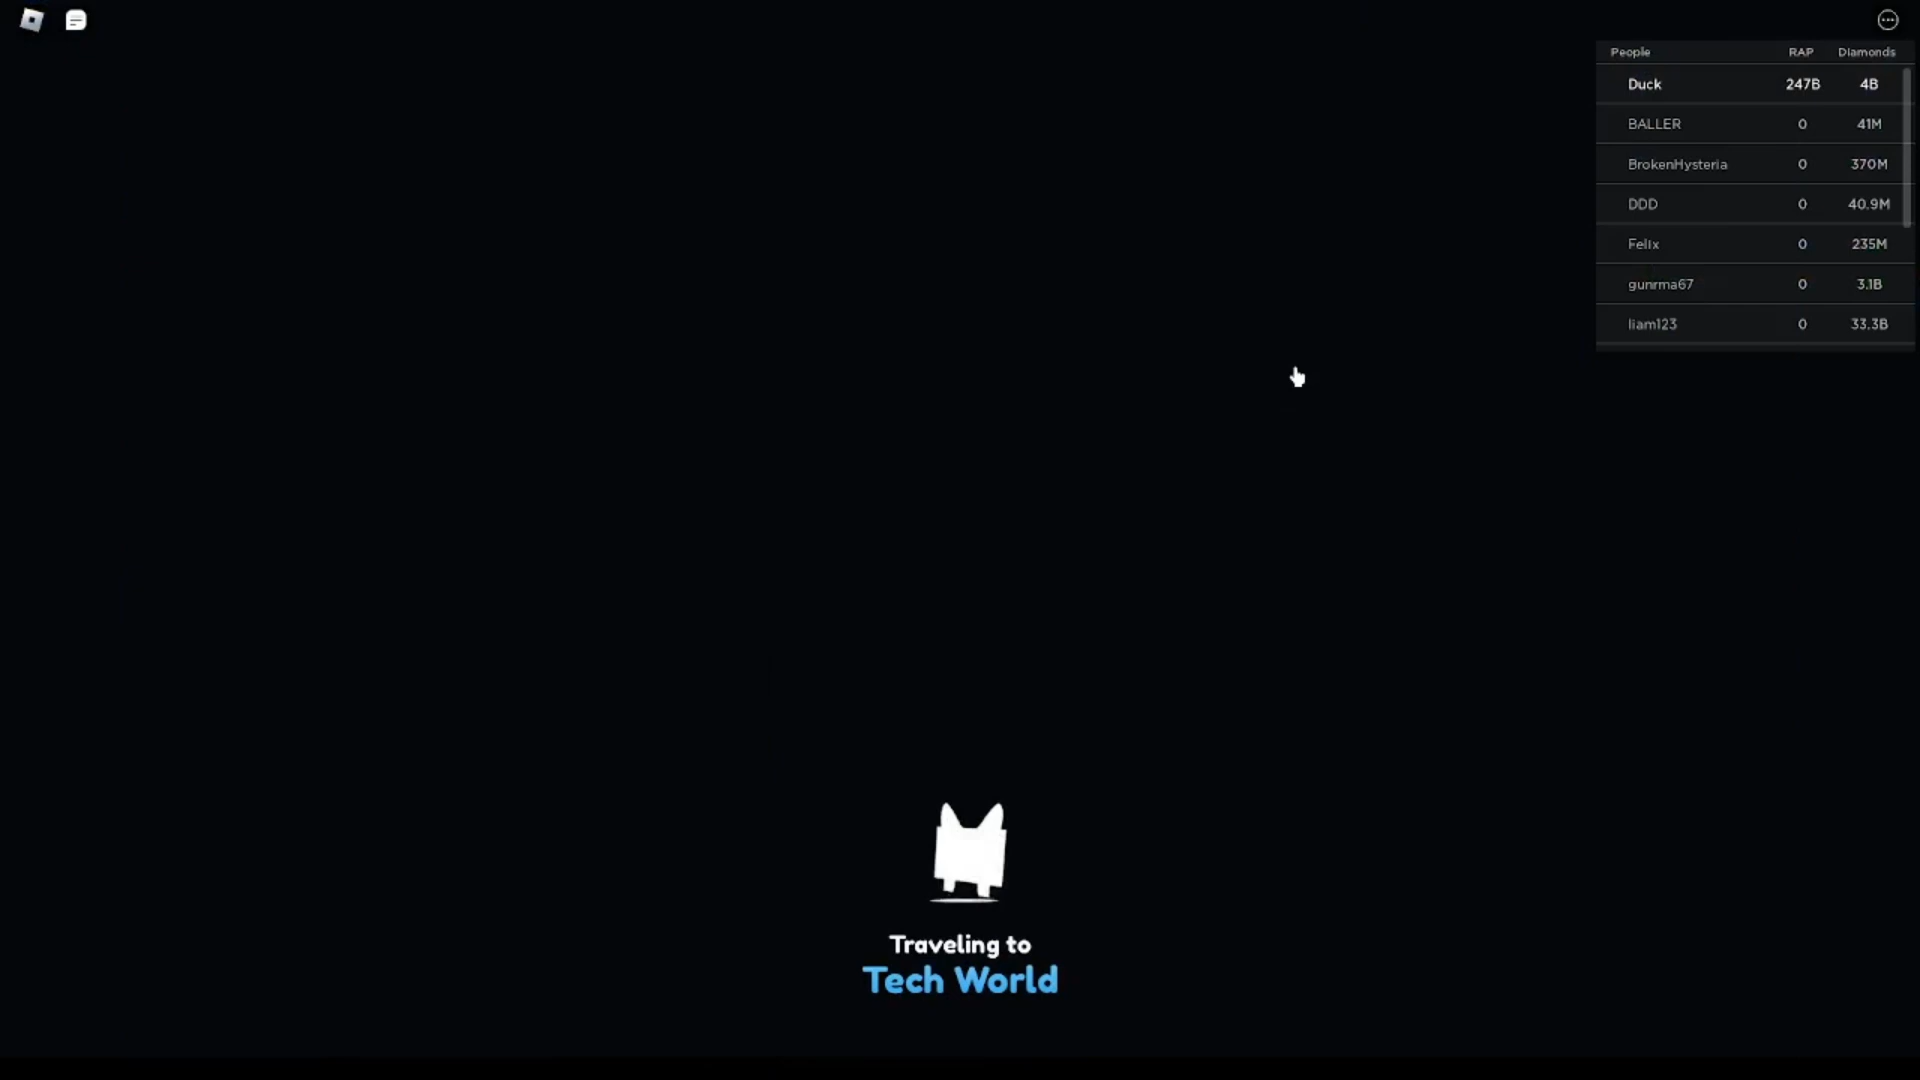 People RAP Diamonds
Duck 247B 4B
BALLER 0 41M
BrokenHysteria 0 370M
DDD 0 40.9M
Felix 0 235M
gunrma67 0 3.1B
liam123 0 33.3B
Traveling to
Tech World